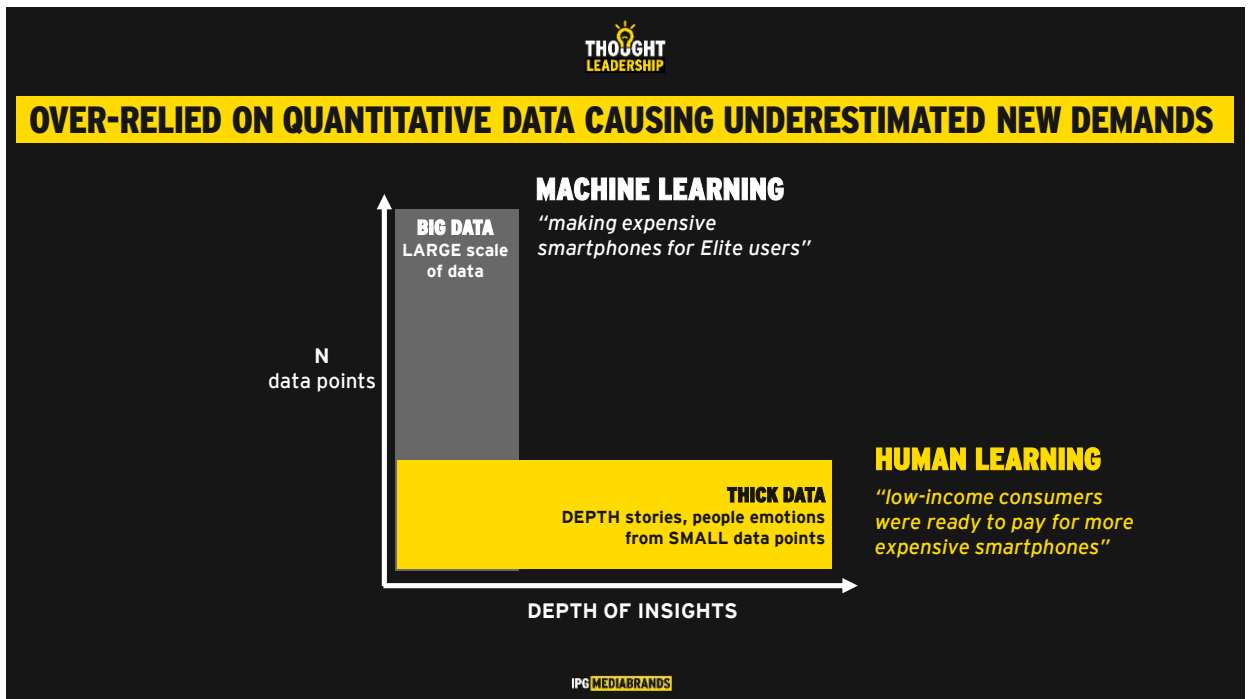 THOUGHT
LEADERSHIP
OVER-RELIED ON QUANTITATIVE DATA CAUSING UNDERESTIMATED NEW DEMANDS
MACHINE LEARNING
“making expensive
smartphones for Elite users”
BIG DATA
LARGE scale
of data
N
data points
HUMAN LEARNING
“low-income consumers
were ready to pay for more
expensive smartphones”
THICK DATA
DEPTH stories, people emotions
from SMALL data points
DEPTH OF INSIGHTS
IPG MEDIABRANDS